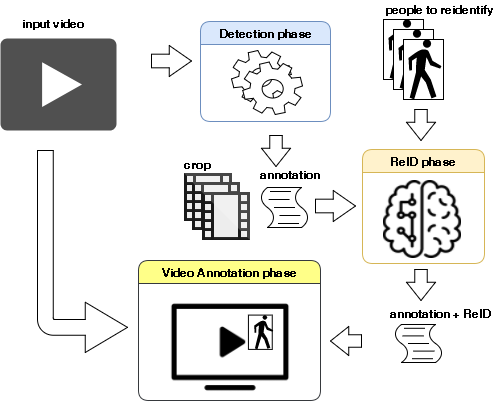 input video
Detection phase
people to reidentify
crop
annotation
ReID phase
Video Annotation phase
annotation + ReID